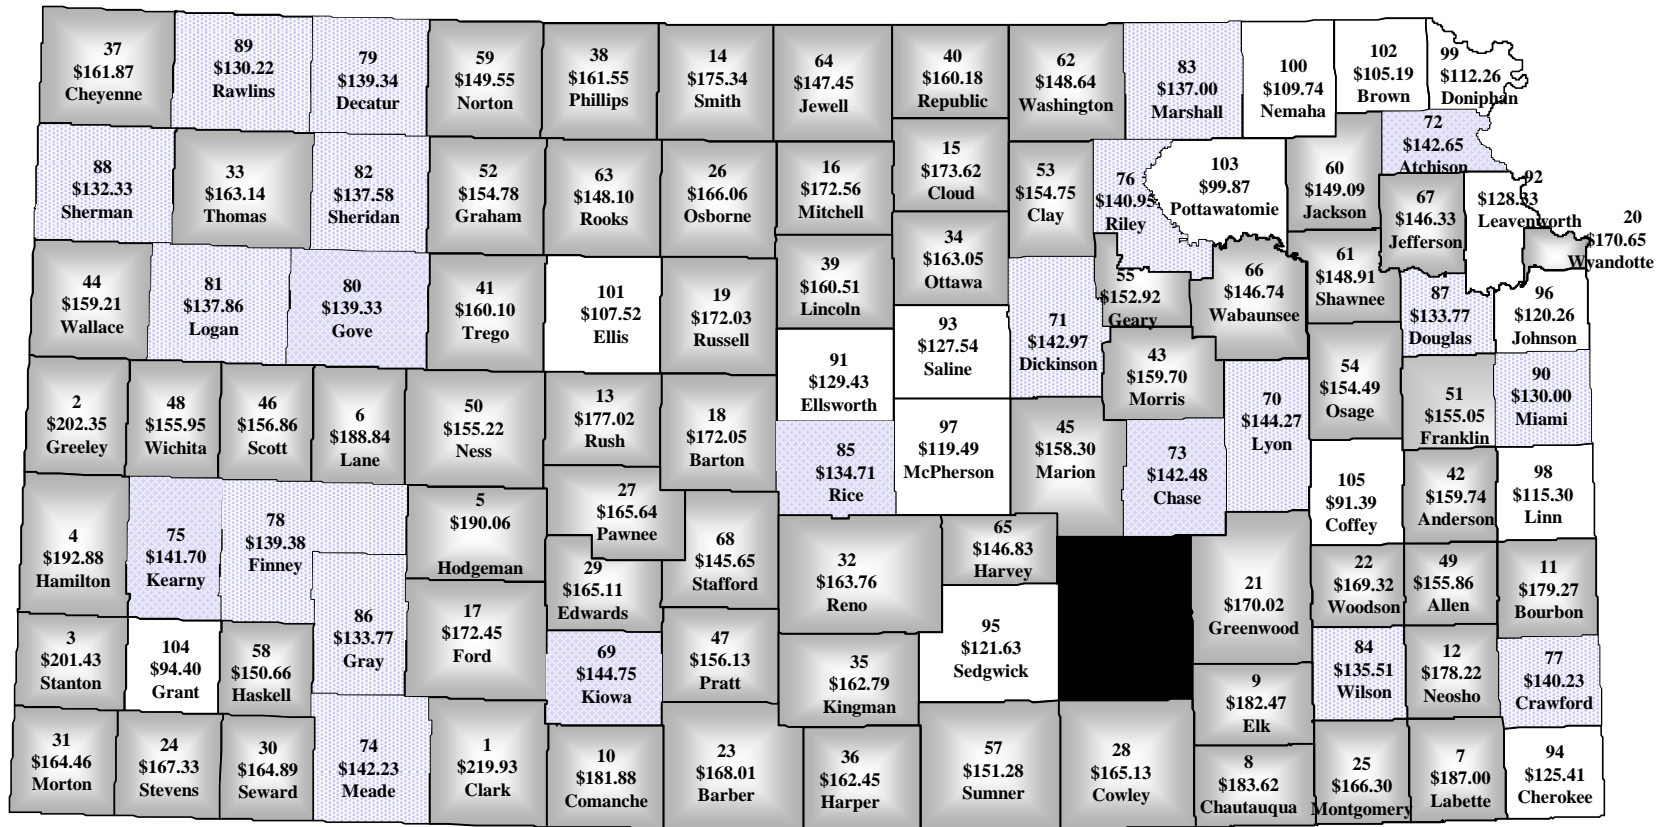 37
$161.87
Cheyenne
89
$130.22
Rawlins
79
$139.34
Decatur
59
$149.55
Norton
38
$161.55
Phillips
14
$175.34
Smith
64
$147.45
Jewell
40
$160.18
Republic
62
$148.64
Washington
83
$137.00
Marshall
100
$109.74
Nemaha
102
$105.19
Brown
99
$112.26
Doniphan
88
$132.33
Sherman
33
$163.14
Thomas
82
$137.58
Sheridan
52
$154.78
Graham
63
$148.10
Rooks
26
$166.06
Osborne
16
$172.56
Mitchell
15
$173.62
Cloud
53
$154.75
Clay
76
$140.95
Riley
103
$99.87
Pottawatomie
60
$149.09
Jackson
72
$142.65
Atchison
67
$146.33
Jefferson
92
$128.33
Leavenworth
20
$170.65
Wyandotte
44
$159.21
Wallace
81
$137.86
Logan
80
$139.33
Gove
41
$160.10
Trego
101
$107.52
Ellis
19
$172.03
Russell
39
$160.51
Lincoln
34
$163.05
Ottawa
93
$127.54
Saline
71
$142.97
Dickinson
55
$152.92
Geary
66
$146.74
Wabaunsee
61
$148.91
Shawnee
87
$133.77
Douglas
96
$120.26
Johnson
2
$202.35
Greeley
48
$155.95
Wichita
46
$156.86
Scott
6
$188.84
Lane
50
$155.22
Ness
13
$177.02
Rush
18
$172.05
Barton
91
$129.43
Ellsworth
85
$134.71
Rice
97
$119.49
McPherson
45
$158.30
Marion
43
$159.70
Morris
73
$142.48
Chase
70
$144.27
Lyon
54
$154.49
Osage
51
$155.05
Franklin
90
$130.00
Miami
4
$192.88
Hamilton
75
$141.70
Kearny
78
$139.38
Finney
5
$190.06
Hodgeman
27
$165.64
Pawnee
29
$165.11
Edwards
68
$145.65
Stafford
32
$163.76
Reno
65
$146.83
Harvey
105
$91.39
Coffey
42
$159.74
Anderson
98
$115.30
Linn
3
$201.43
Stanton
104
$94.40
Grant
58
$150.66
Haskell
86
$133.77
Gray
17
$172.45
Ford
69
$144.75
Kiowa
47
$156.13
Pratt
35
$162.79
Kingman
95
$121.63
Sedgwick
21
$170.02
Greenwood
22
$169.32
Woodson
49
$155.86
Allen
11
$179.27
Bourbon
84
$135.51
Wilson
12
$178.22
Neosho
77
$140.23
Crawford
31
$164.46
Morton
24
$167.33
Stevens
30
$164.89
Seward
74
$142.23
Meade
1
$219.93
Clark
10
$181.88
Comanche
23
$168.01
Barber
36
$162.45
Harper
57
$151.28
Sumner
28
$165.13
Cowley
9
$182.47
Elk
8
$183.62
Chautauqua
25
$166.30
Montgomery
7
$187.00
Labette
94
$125.41
Cherokee